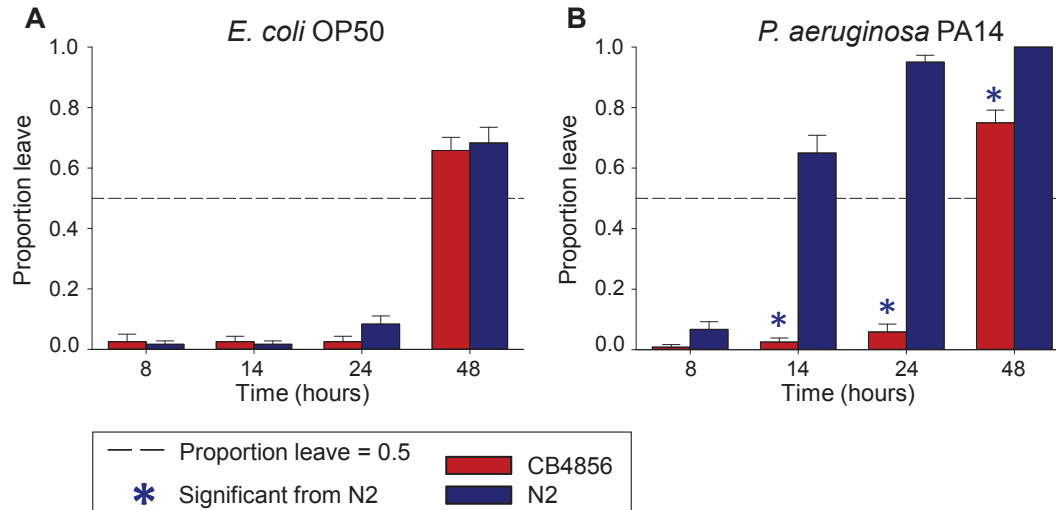 A
E. coli OP50
Proportion leave
1.0
0.8
0.6
0.4
0.2
0.0
8
14
24
48
Time (hours)
B
P. aeruginosa PA14
Proportion leave
1.0
0.8
0.6
0.4
0.2
0.0
*
*
*
8
14
24
48
Time (hours)
Proportion leave = 0.5
* Significant from N2
CB4856
N2